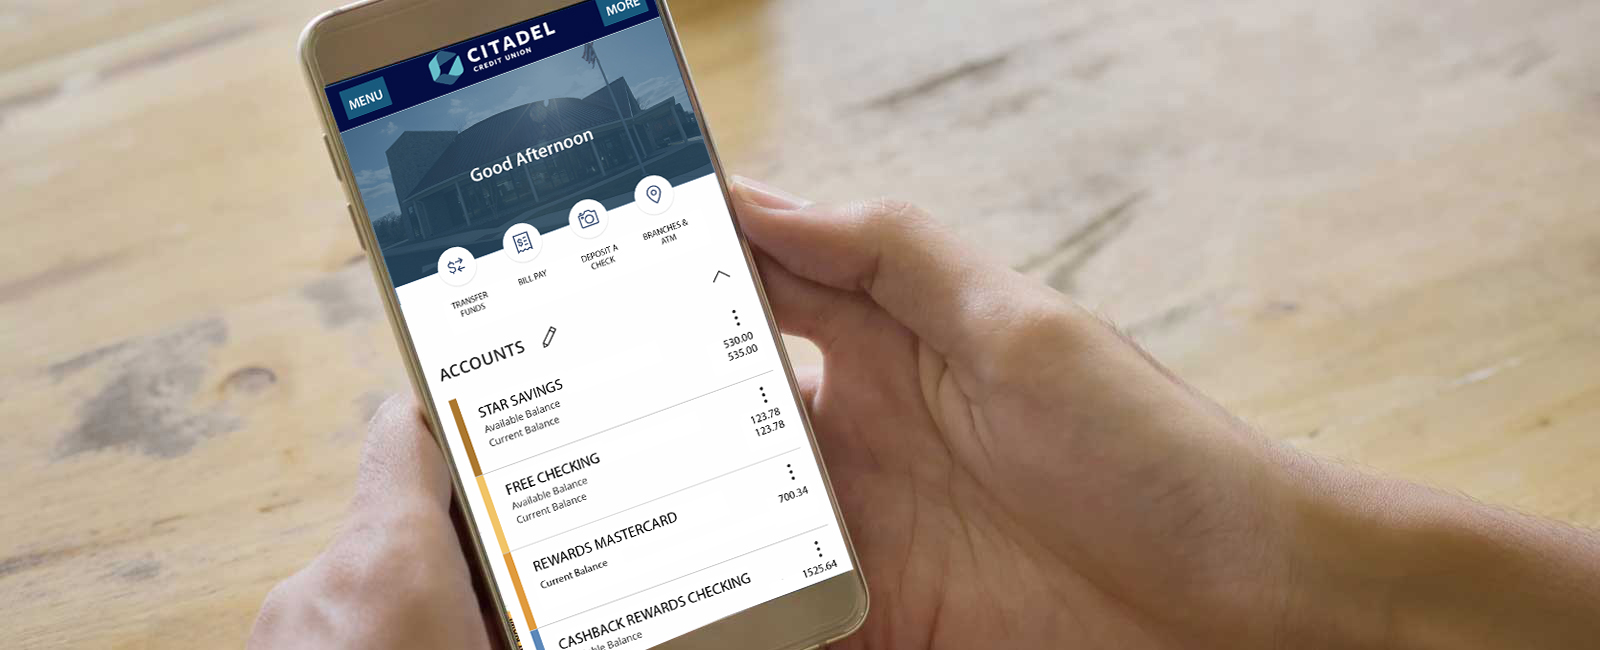 MORE
CITADEL
CREDIT UNION
MENU
Good Afternoon
TRANSFER
FUNDS
BILL PAY
DEPOSIT A
CHECK
BRANCHES &
ATM
ACCOUNTS
STAR SAVINGS
Available Balance 530.00
Current Balance 535.00
FREE CHECKING
Available Balance 123.78
Current Balance 123.78
REWARDS MASTERCARD
Current Balance 700.34
CASHBACK REWARDS CHECKING
Balance 1525.64